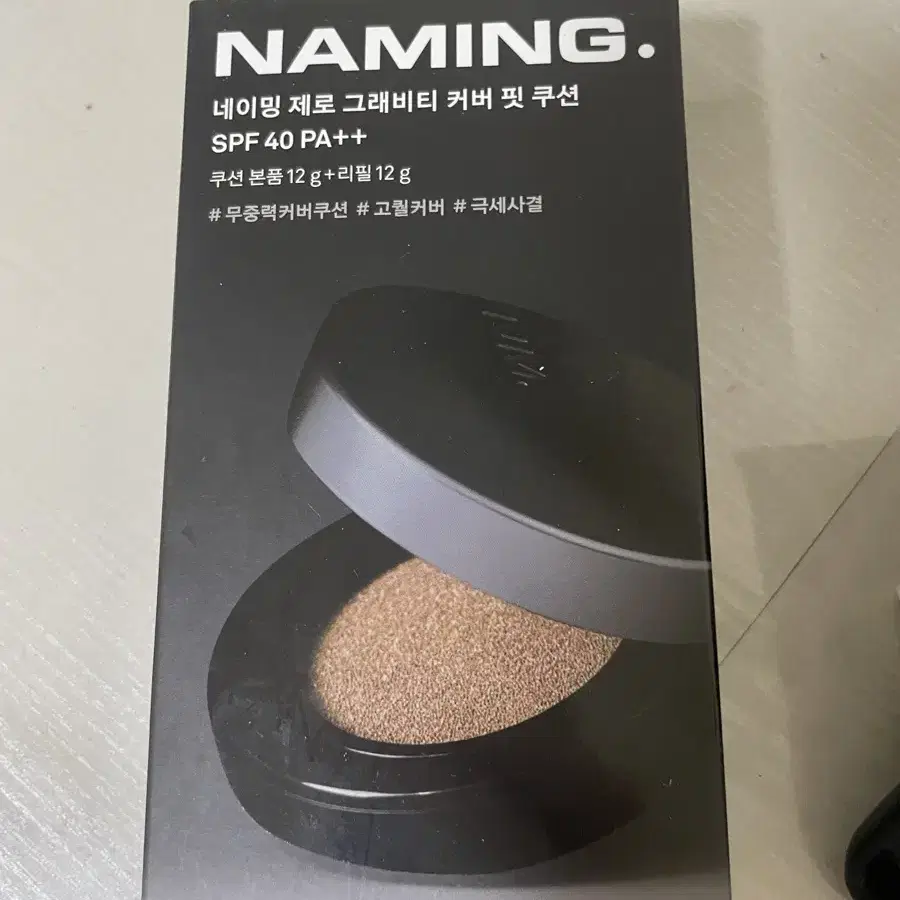 NAMING.
네이밍 제로 그래비티 커버 핏 쿠션
SPF 40 PA++
쿠션 본품 12 g+리필 12 g
# 무중력커버쿠션 # 고퀄커버 # 극세사결